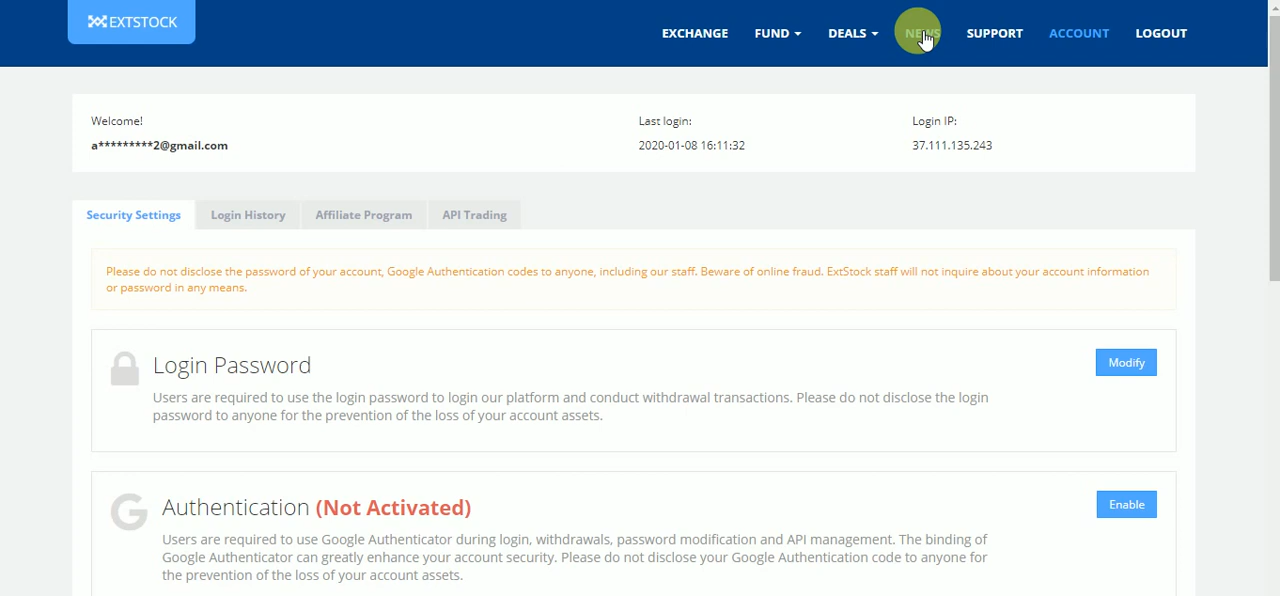 EXTSTOCK
EXCHANGE FUND DEALS NEWS SUPPORT ACCOUNT LOGOUT
Welcome! Last login: Login IP:
a*********2@gmail.com 2020-01-08 16:11:32 37.111.135.243
Security Settings Login History Affiliate Program API Trading
Please do not disclose the password of your account, Google Authentication codes to anyone, including our staff. Beware of online fraud. ExtStock staff will not inquire about your account information
or password in any means.
Login Password Modify
Users are required to use the login password to login our platform and conduct withdrawal transactions. Please do not disclose the login
password to anyone for the prevention of the loss of your account assets.
Authentication (Not Activated) Enable
Users are required to use Google Authenticator during login, withdrawals, password modification and API management. The binding of
Google Authenticator can greatly enhance your account security. Please do not disclose your Google Authentication code to anyone for
the prevention of the loss of your account assets.